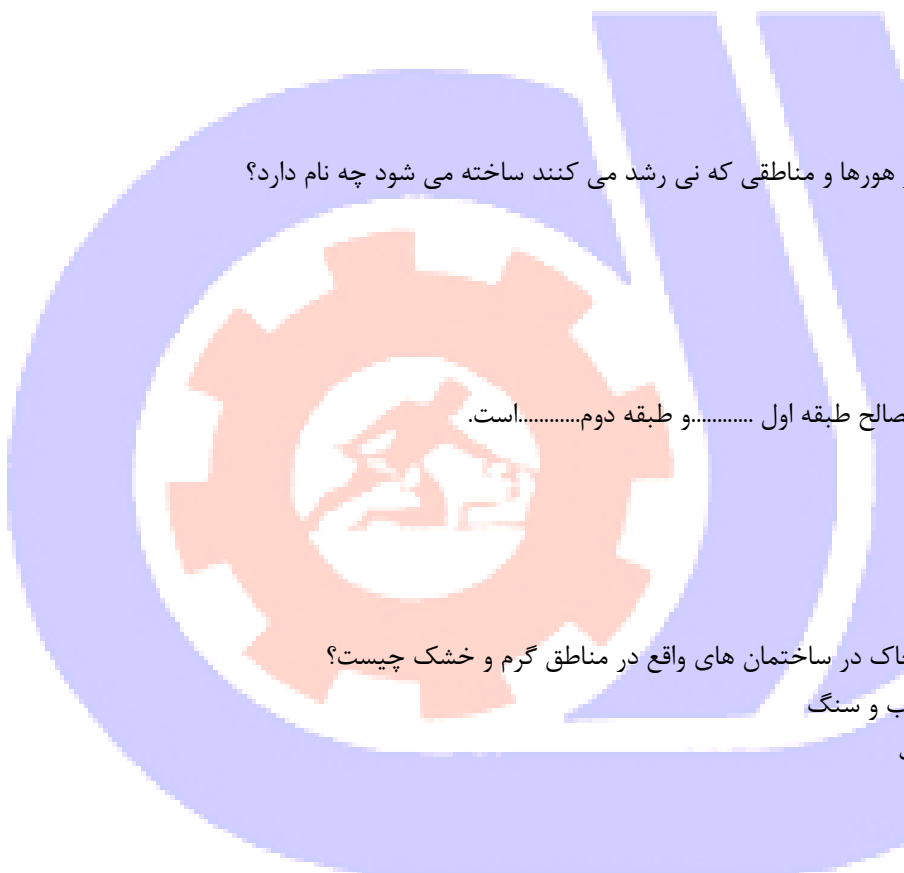 هورها و مناطقی که نی رشد می کنند ساخته می شود چه نام دارد؟
صالح طبقه اول ............و طبقه دوم............است.
خاک در ساختمان های واقع در مناطق گرم و خشک چیست؟
ب و سنگ